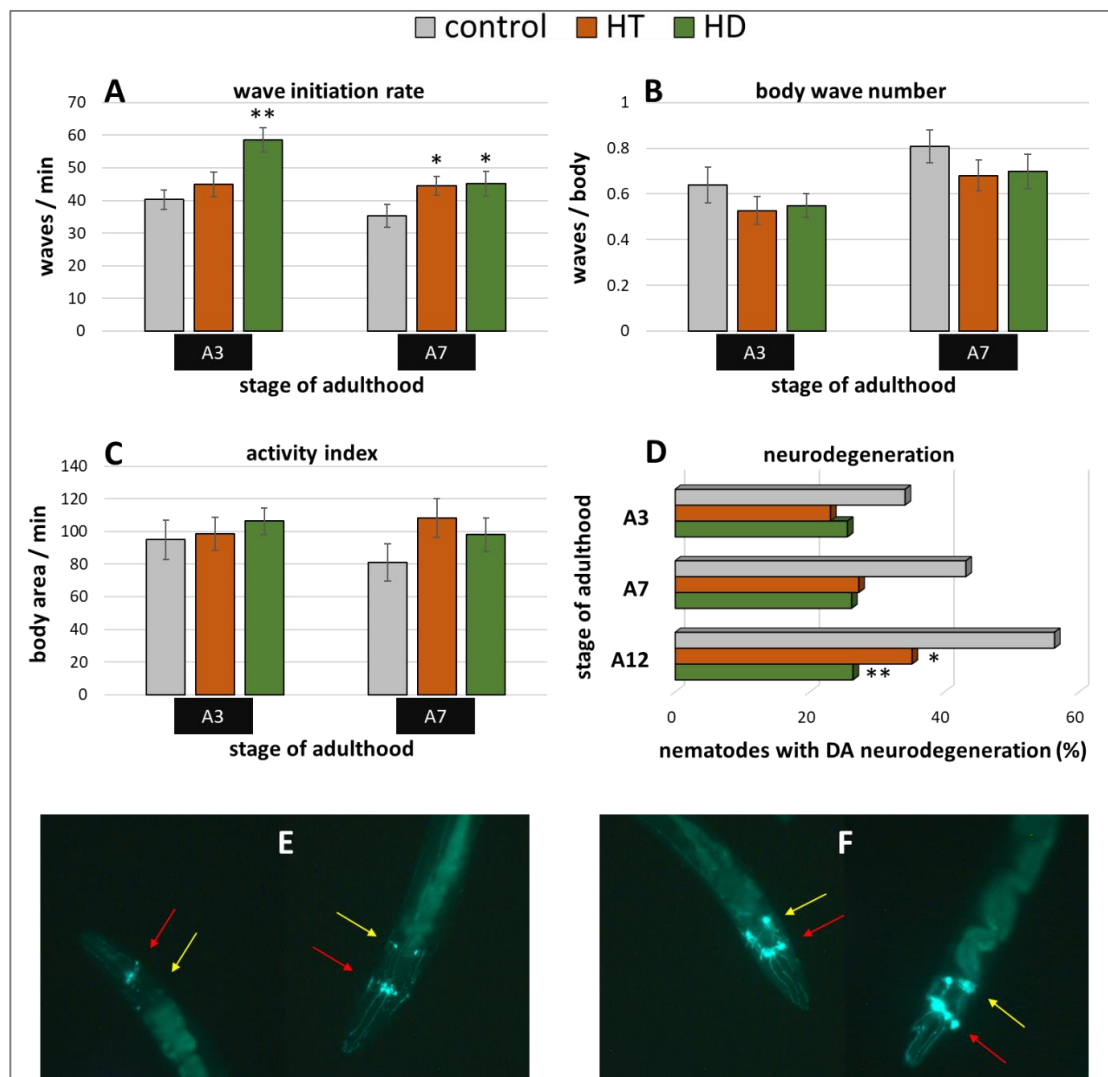 control HT HD
A
wave initiation rate
70
60
50
40
30
20
10
0
waves / min
**
*
*
A3
A7
stage of adulthood
B
body wave number
1
0.8
0.6
0.4
0.2
0
waves / body
A3
A7
stage of adulthood
C
activity index
140
120
100
80
60
40
20
0
body area / min
A3
A7
stage of adulthood
D
neurodegeneration
stage of adulthood
A3
A7
A12
*
**
0
20
40
60
nematodes with DA neurodegeneration (%)
E
F